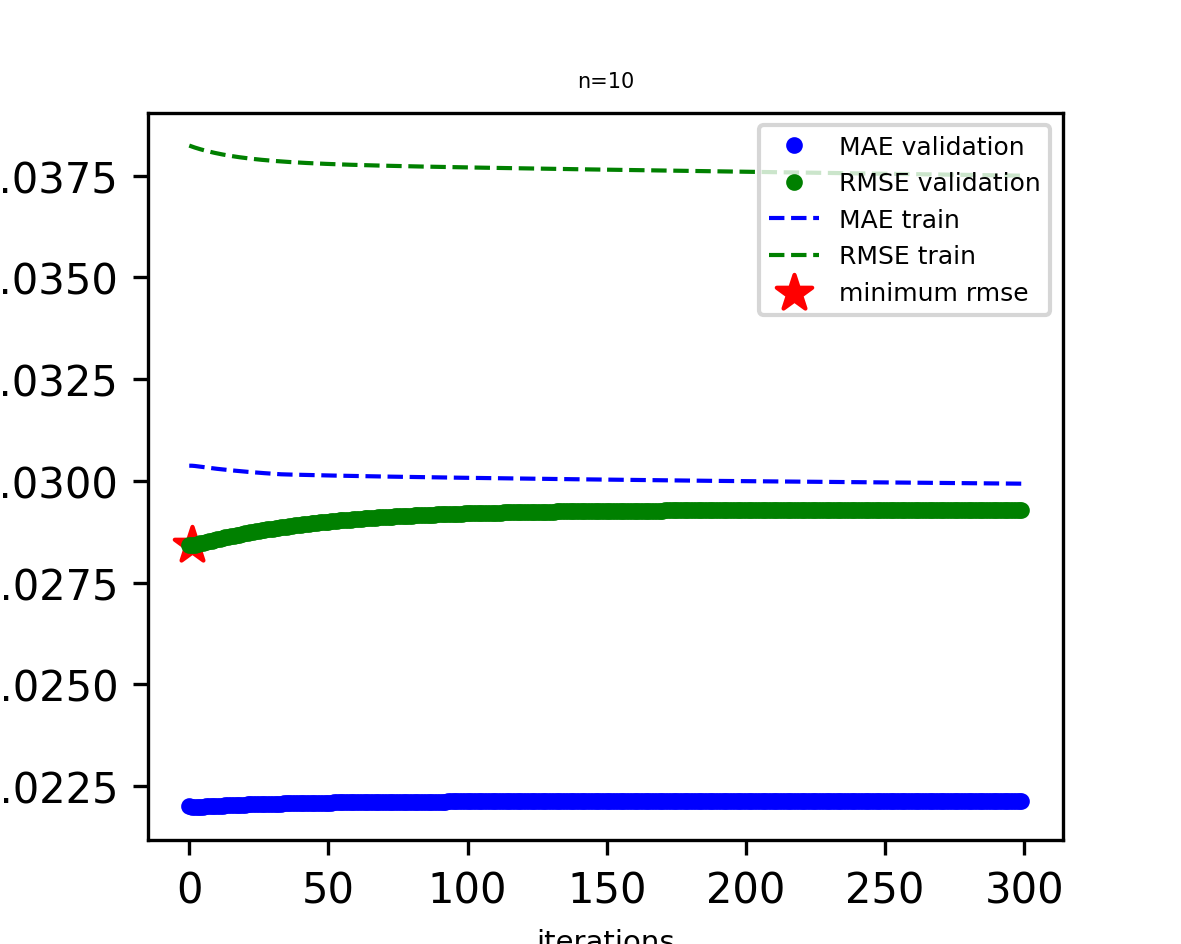 n=10
.0375
.0350
.0325
.0300
.0275
.0250
.0225
MAE validation
RMSE validation
MAE train
RMSE train
minimum rmse
0 50 100 150 200 250 300
iterations